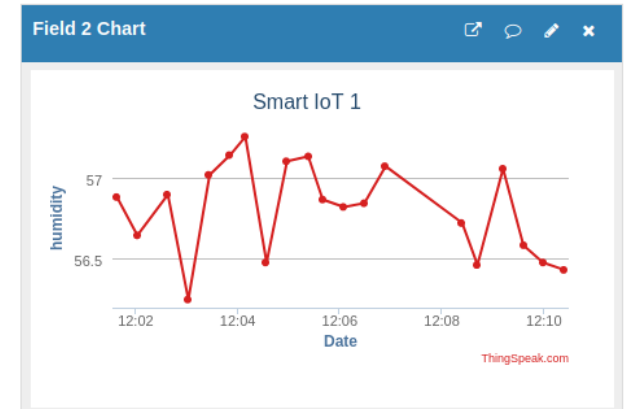 Field 2 Chart
Smart IoT 1
humidity
57
56.5
12:02 12:04 12:06 12:08 12:10
Date
ThingSpeak.com